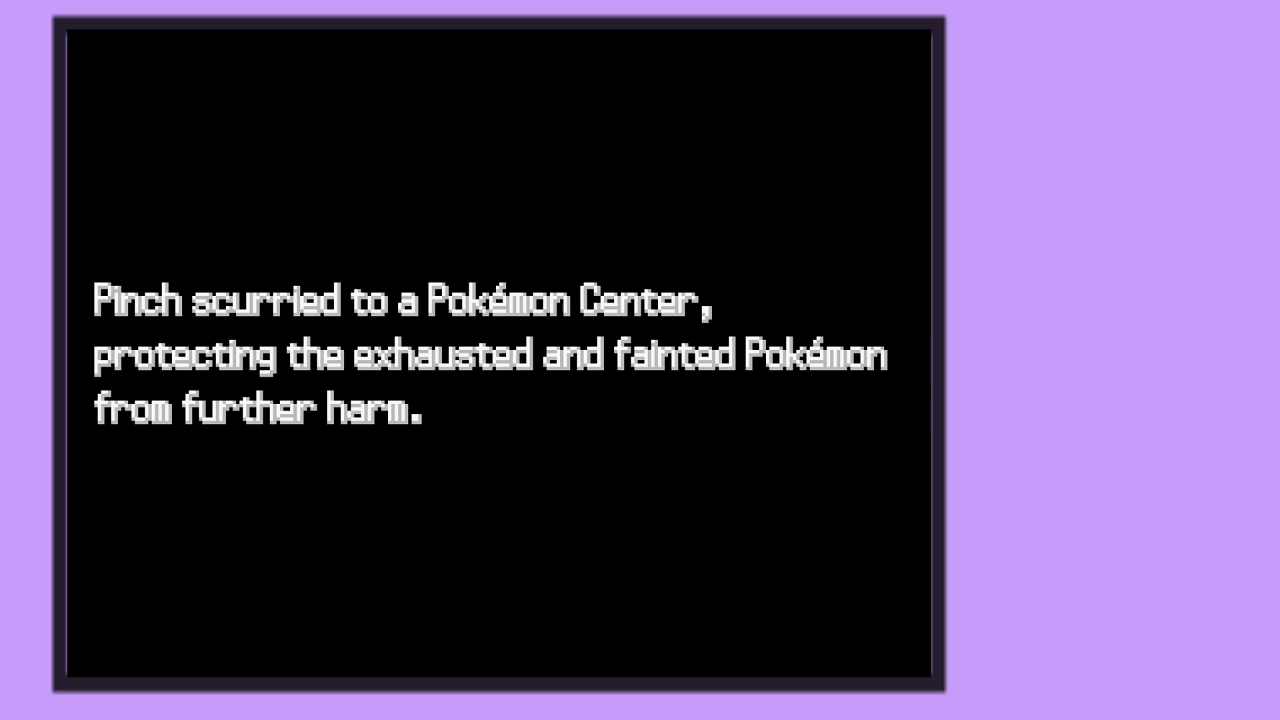 Pinch scurried to a Pokémon Center,
protecting the exhausted and fainted Pokémon
from further harm.